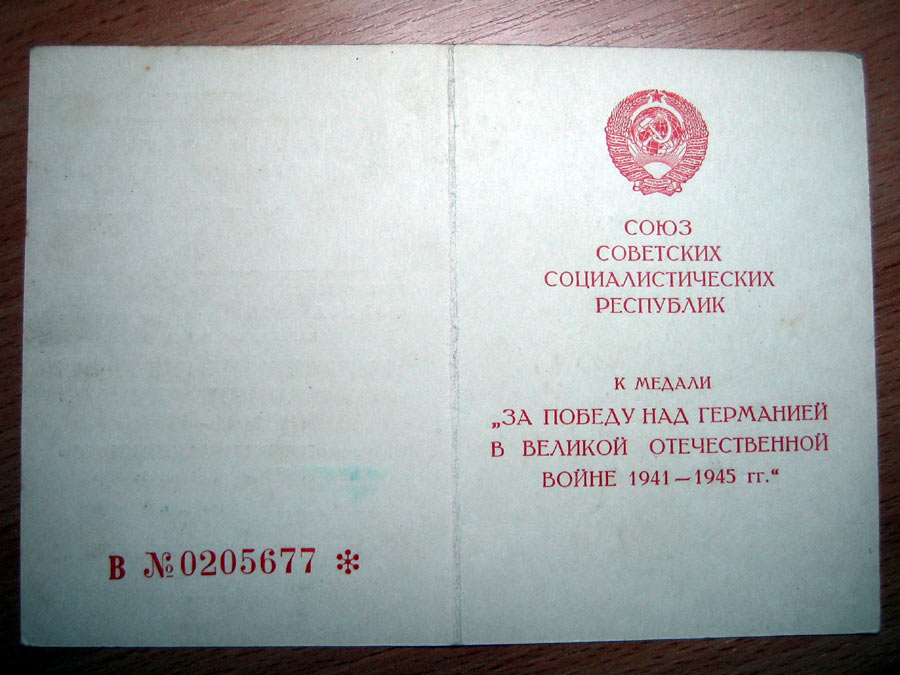 В №0205677 *
СОЮЗ
СОВЕТСКИХ
СОЦИАЛИСТИЧЕСКИХ
РЕСПУБЛИК
К МЕДАЛИ
„ЗА ПОБЕДУ НАД ГЕРМАНИЕЙ
В ВЕЛИКОЙ ОТЕЧЕСТВЕННОЙ
ВОЙНЕ 1941—1945 гг.“